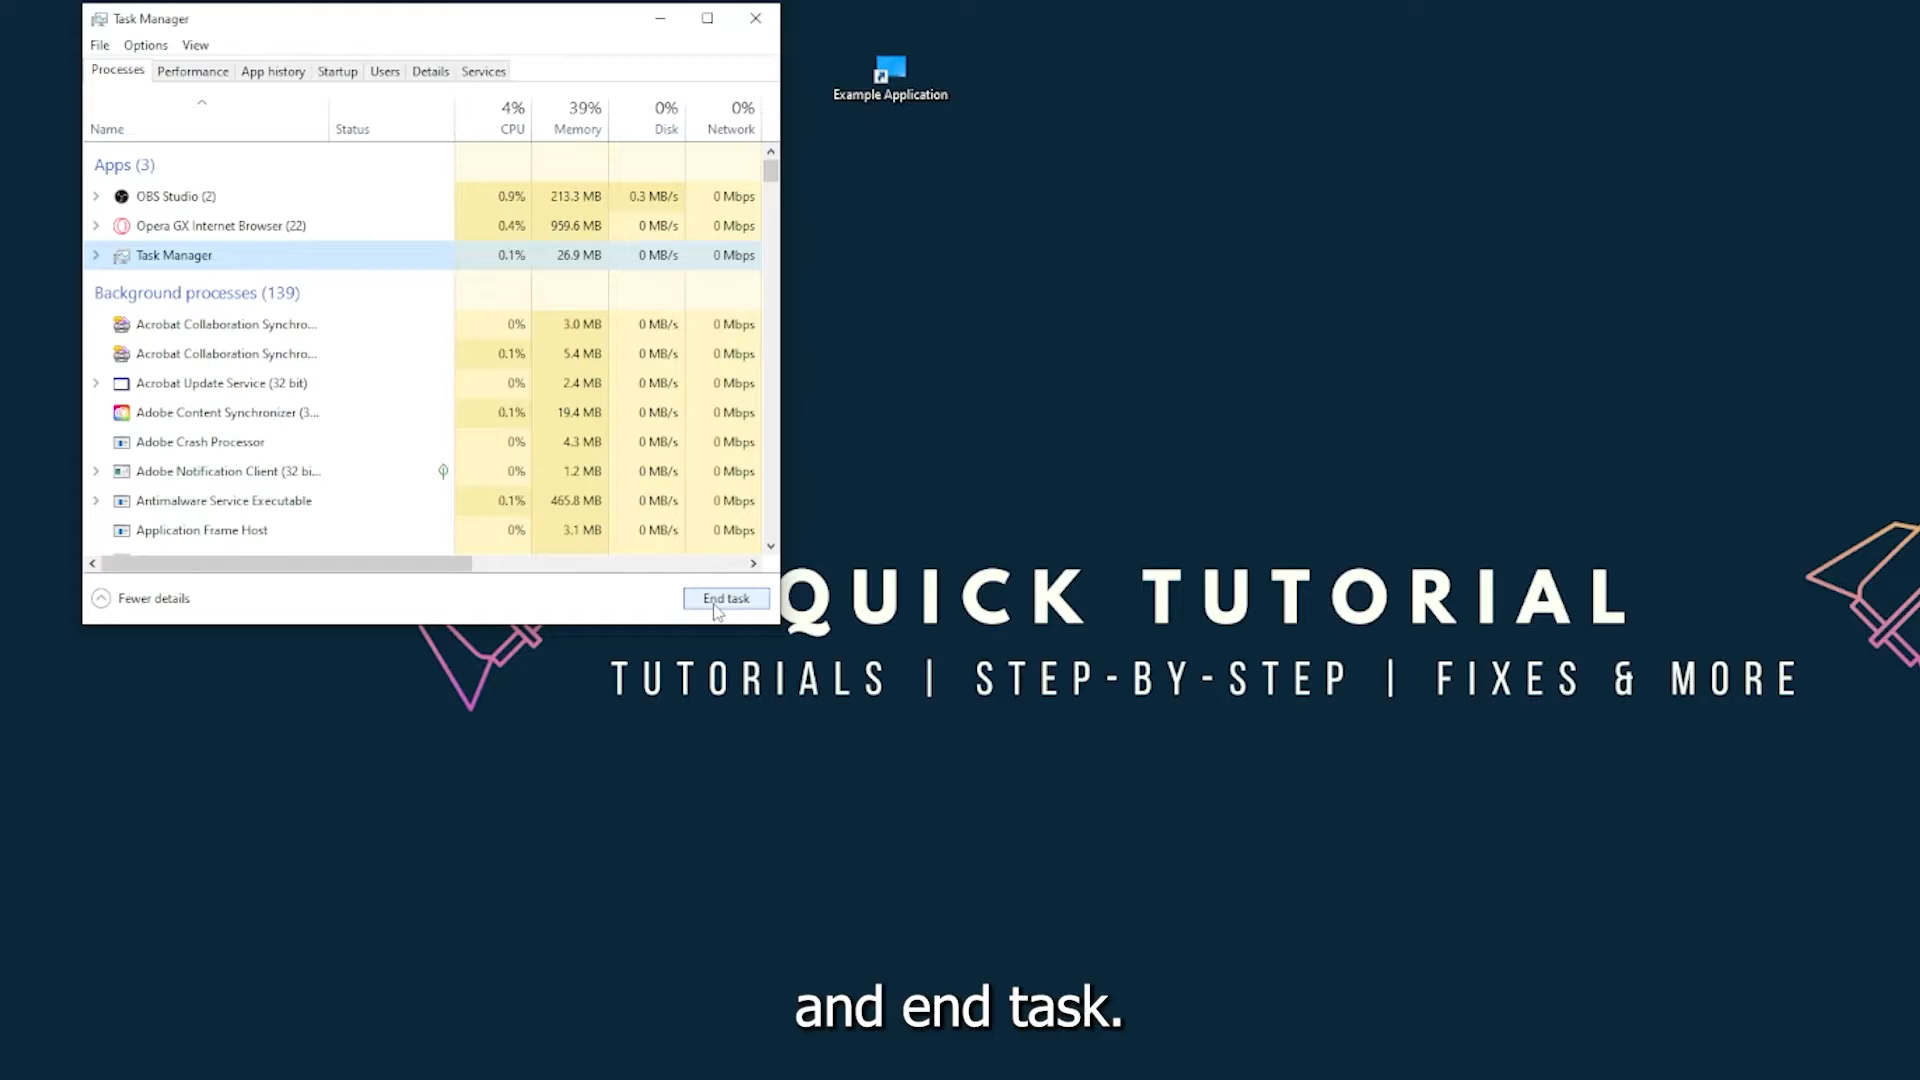 Task Manager
File Options View
Processes Performance App history Startup Users Details Services
4% 39% 0% 0%
Name Status CPU Memory Disk Network
Apps (3)
OBS Studio (2) 0.9% 213.3 MB 0.3 MB/s 0 Mbps
Opera GX Internet Browser (22) 0.4% 959.6 MB 0 MB/s 0 Mbps
Task Manager 0.1% 26.9 MB 0 MB/s 0 Mbps
Background processes (139)
Acrobat Collaboration Synchro... 0% 3.0 MB 0 MB/s 0 Mbps
Acrobat Collaboration Synchro... 0.1% 5.4 MB 0 MB/s 0 Mbps
Acrobat Update Service (32 bit) 0% 2.4 MB 0 MB/s 0 Mbps
Adobe Content Synchronizer (3... 0.1% 19.4 MB 0 MB/s 0 Mbps
Adobe Crash Processor 0% 4.3 MB 0 MB/s 0 Mbps
Adobe Notification Client (32 bi... 0% 1.2 MB 0 MB/s 0 Mbps
Antimalware Service Executable 0.1% 465.8 MB 0 MB/s 0 Mbps
Application Frame Host 0% 3.1 MB 0 MB/s 0 Mbps
Fewer details End task
Example Application
QUICK TUTORIAL
TUTORIALS | STEP-BY-STEP | FIXES & MORE
and end task.